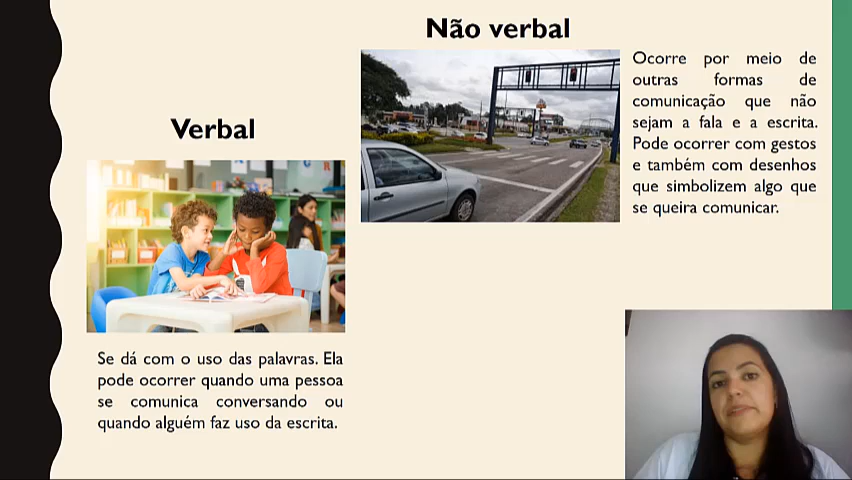 Não verbal
Ocorre por meio de
outras formas de
comunicação que não
sejam a fala e a escrita.
Pode ocorrer com gestos
e também com desenhos
que simbolizem algo que
se queira comunicar.
Verbal
Se dá com o uso das palavras. Ela
pode ocorrer quando uma pessoa
se comunica conversando ou
quando alguém faz uso da escrita.